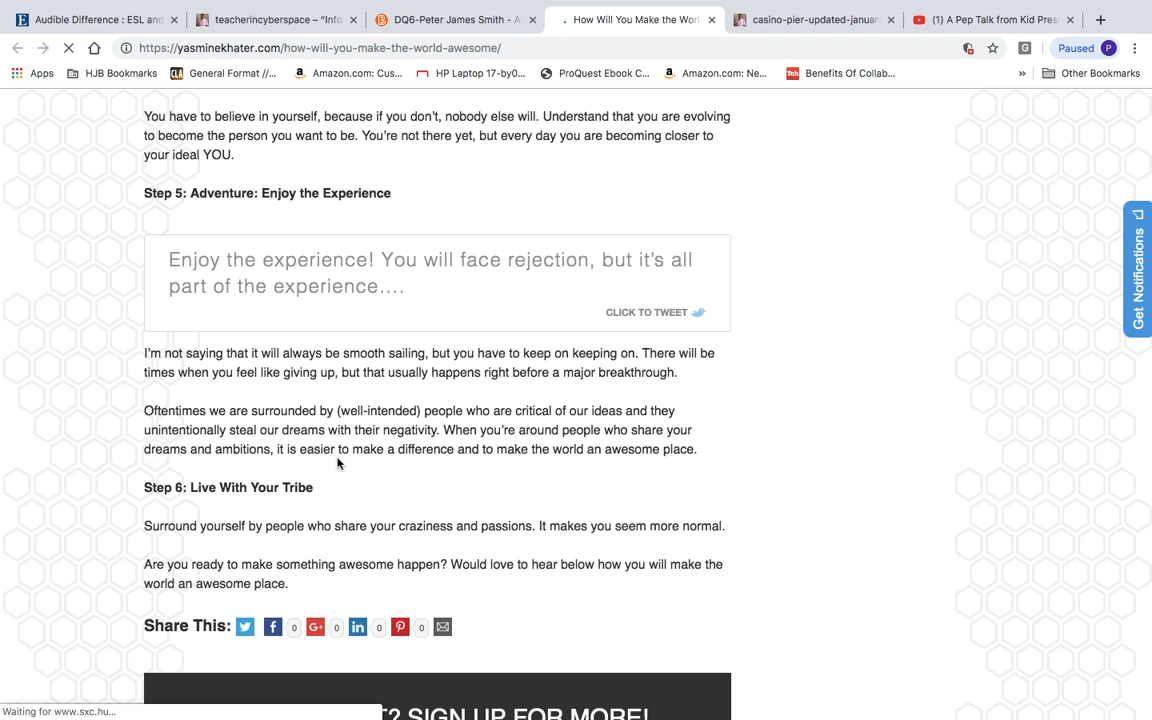 Audible Difference : ESL and
teacherincyberspace – “Info
DQ6-Peter James Smith - A
How Will You Make the Worl
casino-pier-updated-january
(1) A Pep Talk from Kid Pres
https://yasminekhater.com/how-will-you-make-the-world-awesome/
Paused P
Apps
HJB Bookmarks
General Format //...
Amazon.com: Cus...
HP Laptop 17-by0...
ProQuest Ebook C...
Amazon.com: Ne...
Benefits Of Collab...
»
Other Bookmarks
You have to believe in yourself, because if you don't, nobody else will. Understand that you are evolving
to become the person you want to be. You're not there yet, but every day you are becoming closer to
your ideal YOU.
Step 5: Adventure: Enjoy the Experience
Enjoy the experience! You will face rejection, but it's all
part of the experience....
CLICK TO TWEET
Get Notifications
I'm not saying that it will always be smooth sailing, but you have to keep on keeping on. There will be
times when you feel like giving up, but that usually happens right before a major breakthrough.
Oftentimes we are surrounded by (well-intended) people who are critical of our ideas and they
unintentionally steal our dreams with their negativity. When you're around people who share your
dreams and ambitions, it is easier to make a difference and to make the world an awesome place.
Step 6: Live With Your Tribe
Surround yourself by people who share your craziness and passions. It makes you seem more normal.
Are you ready to make something awesome happen? Would love to hear below how you will make the
world an awesome place.
Share This: 0 0 0 0
T? SIGN UP FOR MORE!
Waiting for www.sxc.hu...